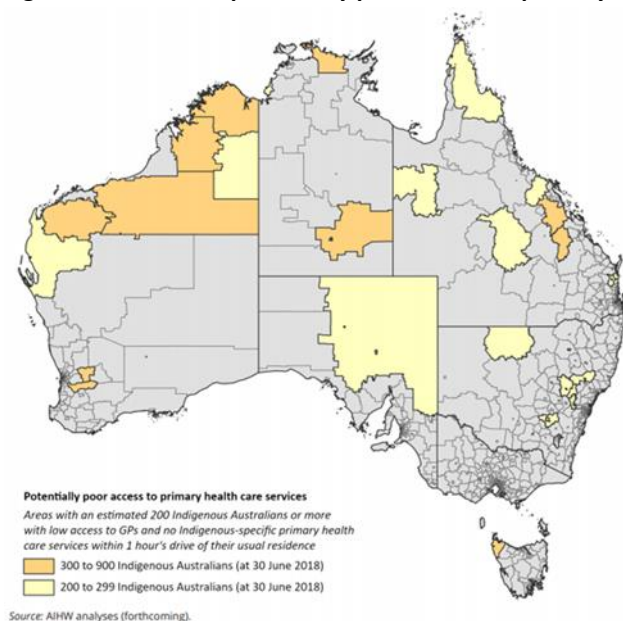 Potentially poor access to primary health care services
Areas with an estimated 200 Indigenous Australians or more
with low access to GPs and no Indigenous-specific primary health
care services within 1 hour's drive of their usual residence
300 to 900 Indigenous Australians (at 30 June 2018)
200 to 299 Indigenous Australians (at 30 June 2018)
Source: AIHW analyses (forthcoming).